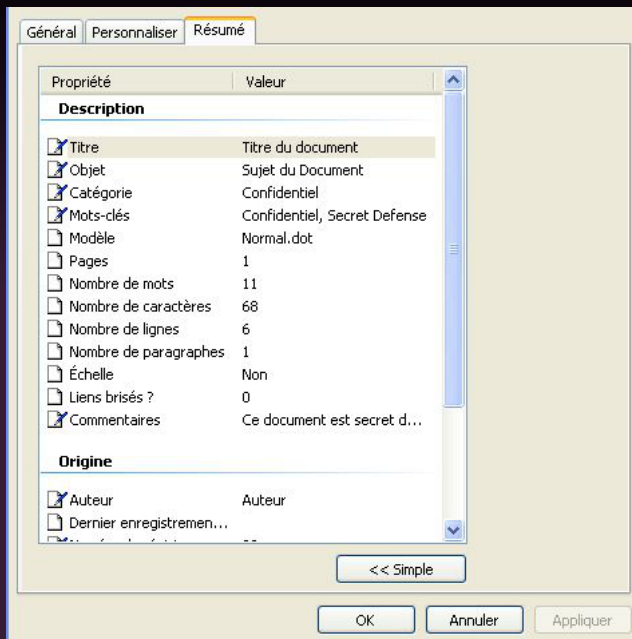 Général Personnaliser Résumé
Propriété Valeur
Description
Titre Titre du document
Objet Sujet du Document
Catégorie Confidentiel
Mots-clés Confidentiel, Secret Defense
Modèle Normal.dot
Pages 1
Nombre de mots 11
Nombre de caractères 68
Nombre de lignes 6
Nombre de paragraphes 1
Échelle Non
Liens brisés ? 0
Commentaires Ce document est secret d...
Origine
Auteur Auteur
Dernier enregistremen...
<< Simple
OK Annuler Appliquer